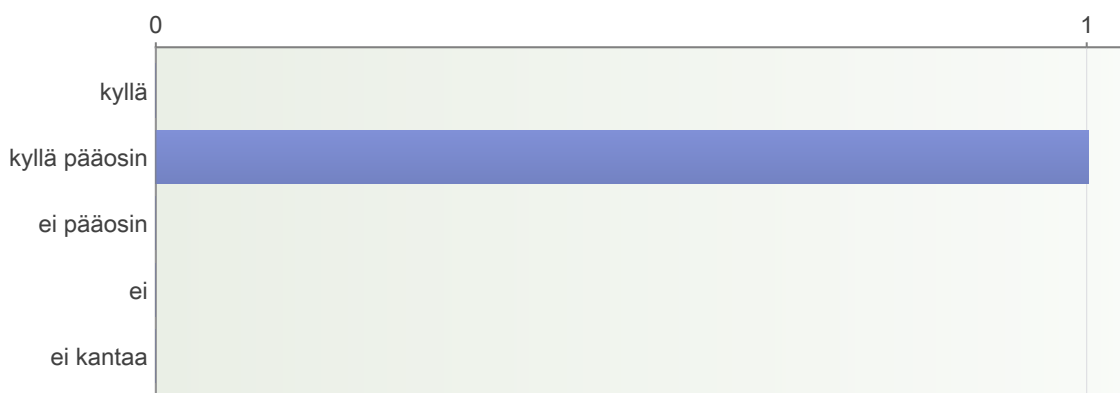 0 1
kyllä
kyllä pääosin
ei pääosin
ei
ei kantaa